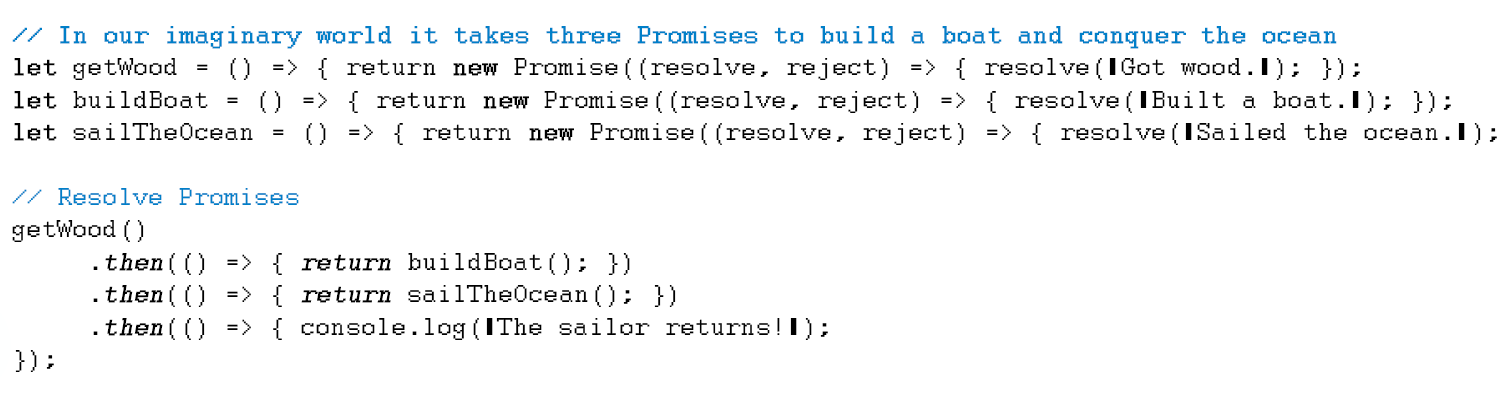 // In our imaginary world it takes three Promises to build a boat and conquer the ocean
let getWood = () => { return new Promise((resolve, reject) => { resolve(▮Got wood.▮); });
let buildBoat = () => { return new Promise((resolve, reject) => { resolve(▮Built a boat.▮); });
let sailTheOcean = () => { return new Promise((resolve, reject) => { resolve(▮Sailed the ocean.▮);
// Resolve Promises
getWood()
.then(() => { return buildBoat(); })
.then(() => { return sailTheOcean(); })
.then(() => { console.log(▮The sailor returns!▮);
});